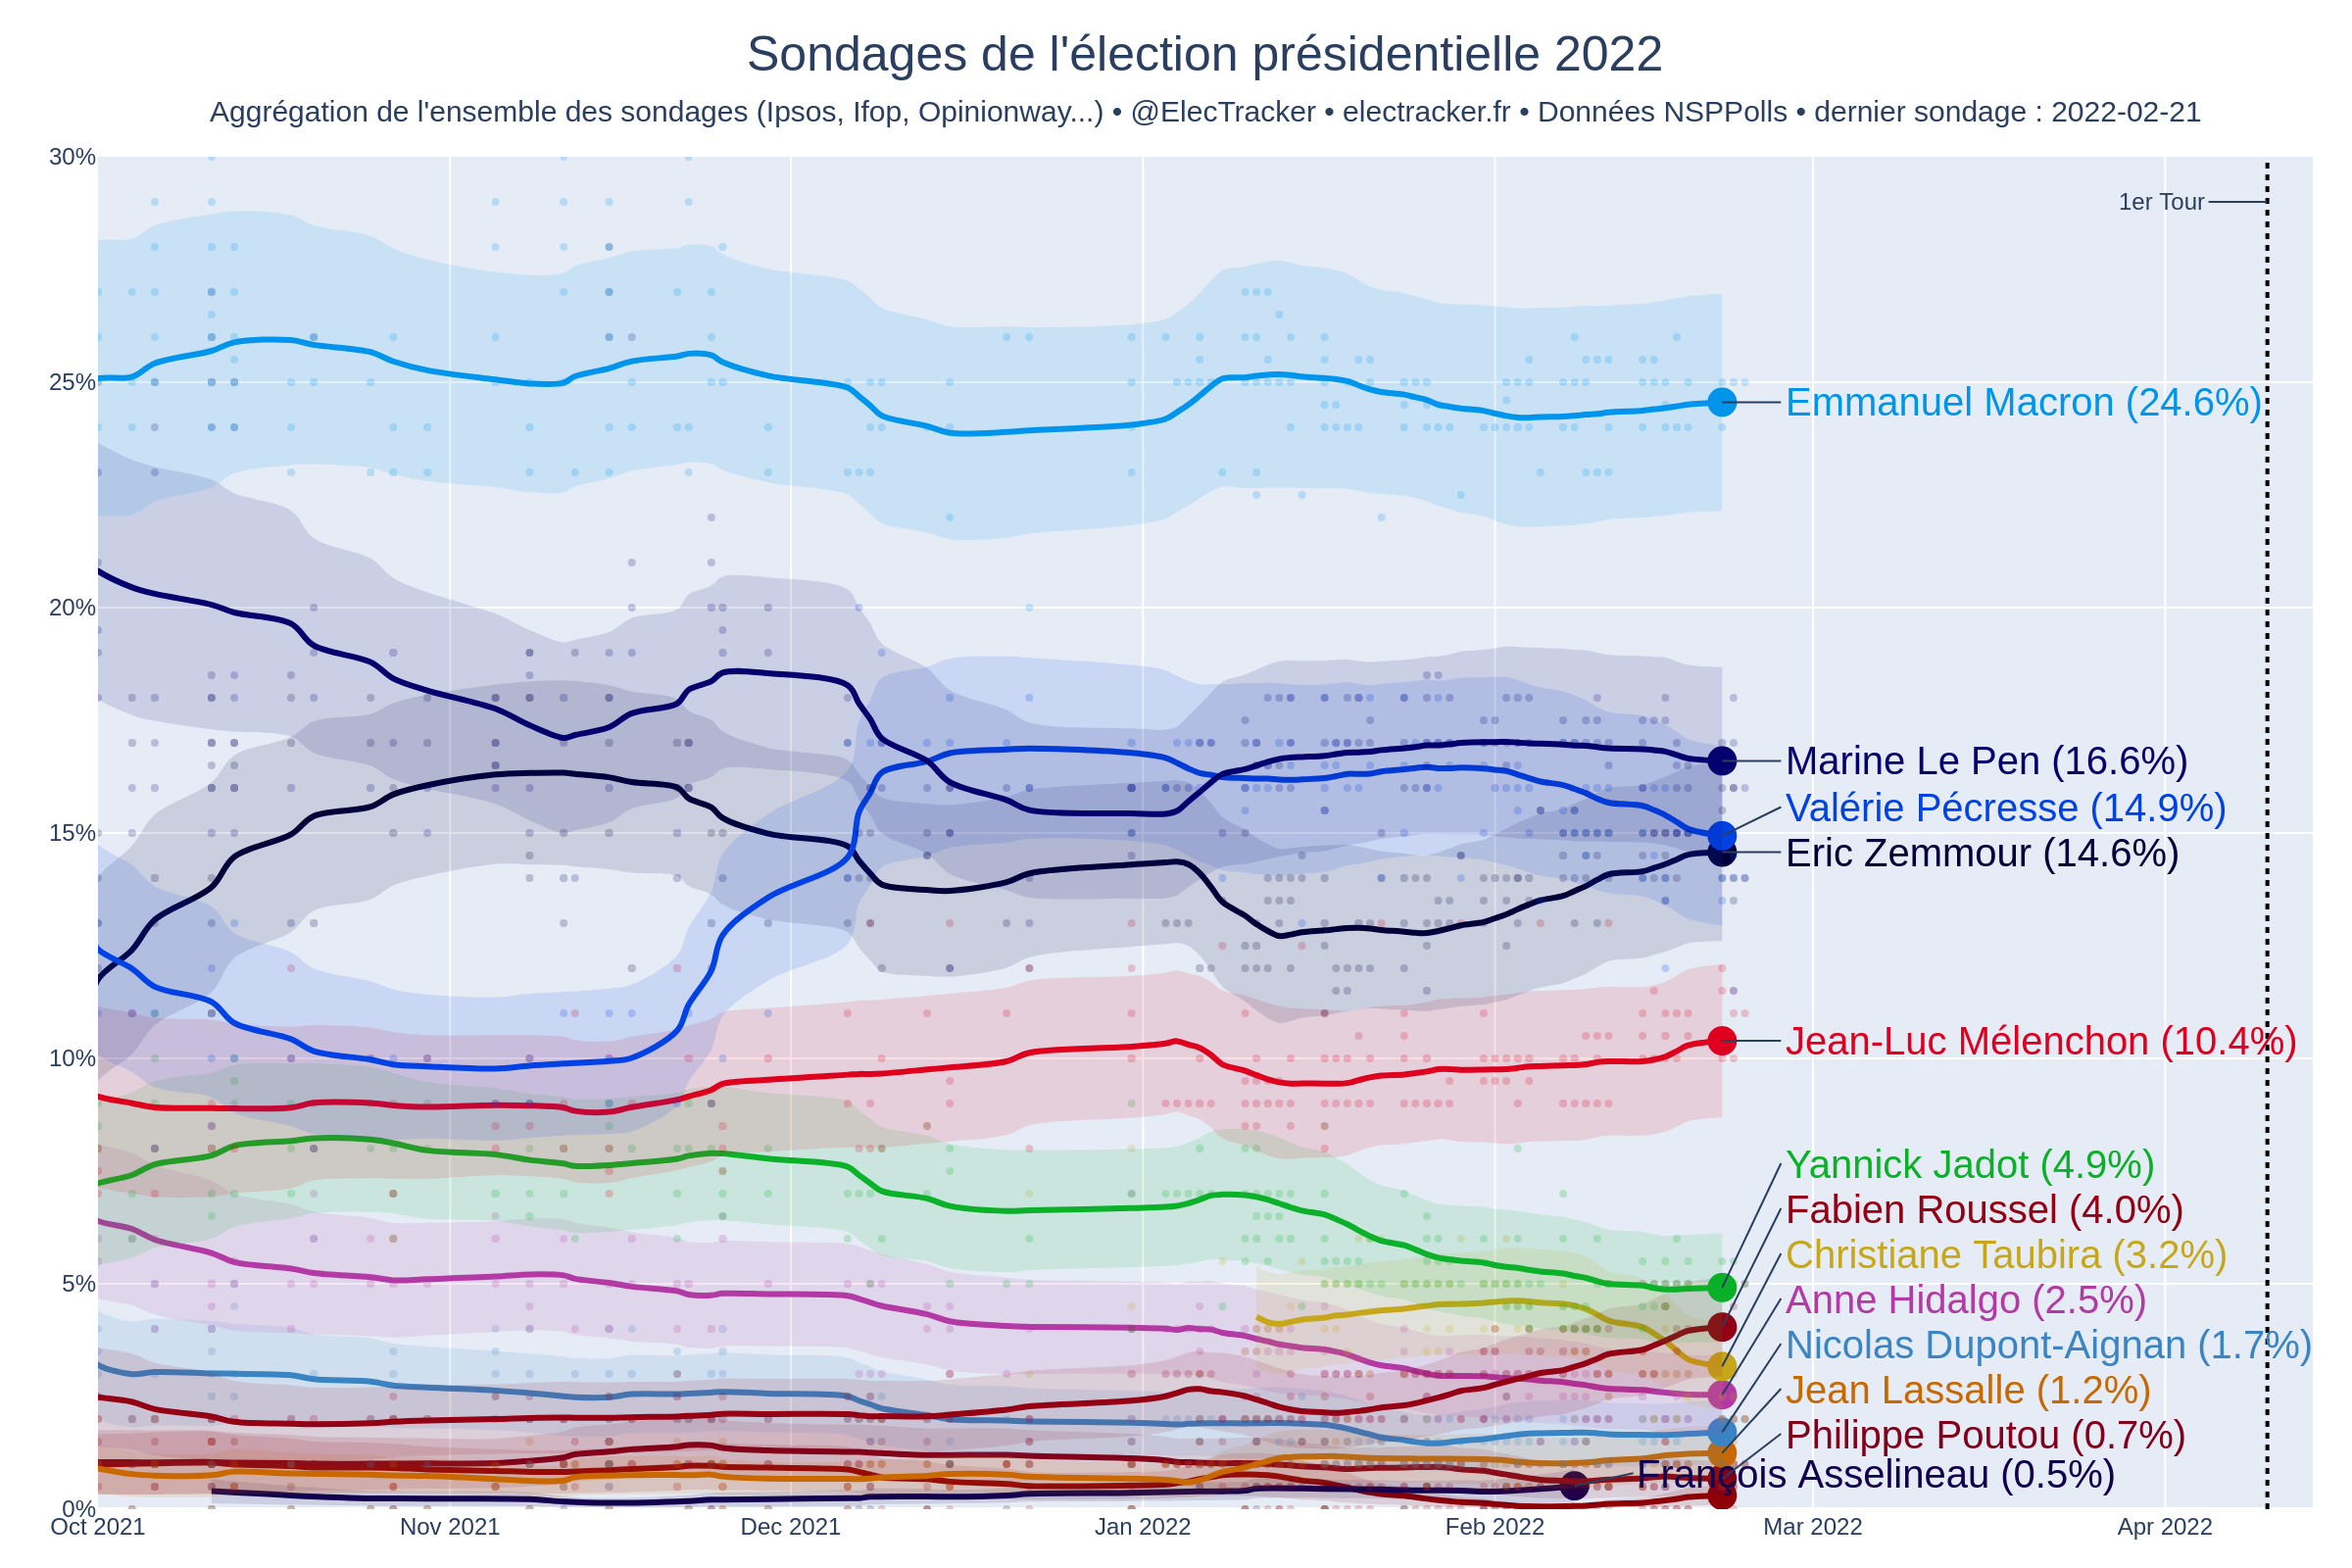 Sondages de l'élection présidentielle 2022
Aggrégation de l'ensemble des sondages (Ipsos, Ifop, Opinionway...) • @ElecTracker • electracker.fr • Données NSPPolls • dernier sondage : 2022-02-21
30%
1er Tour
25%
Emmanuel Macron (24.6%)
20%
Marine Le Pen (16.6%)
Valérie Pécresse (14.9%)
15%
Eric Zemmour (14.6%)
Jean-Luc Mélenchon (10.4%)
10%
Yannick Jadot (4.9%)
Fabien Roussel (4.0%)
Christiane Taubira (3.2%)
5%
Anne Hidalgo (2.5%)
Nicolas Dupont-Aignan (1.7%)
Jean Lassalle (1.2%)
Philippe Poutou (0.7%)
François Asselineau (0.5%)
0%
Oct 2021
Nov 2021
Dec 2021
Jan 2022
Feb 2022
Mar 2022
Apr 2022